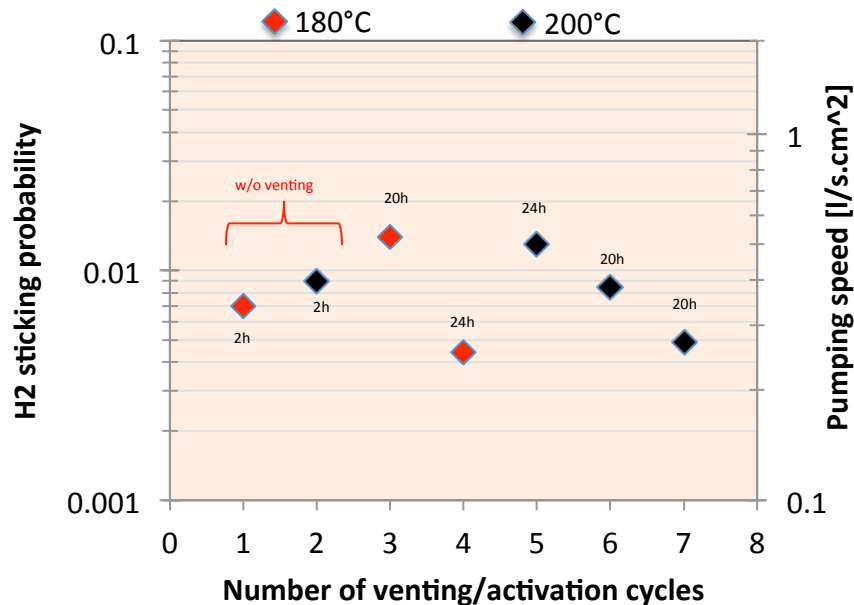 180°C 200°C
0.1
0.01
0.001
H2 sticking probability
w/o venting
2h
2h
20h
24h
24h
20h
20h
1
0.1
Pumping speed [l/s.cm^2]
0 1 2 3 4 5 6 7 8
Number of venting/activation cycles